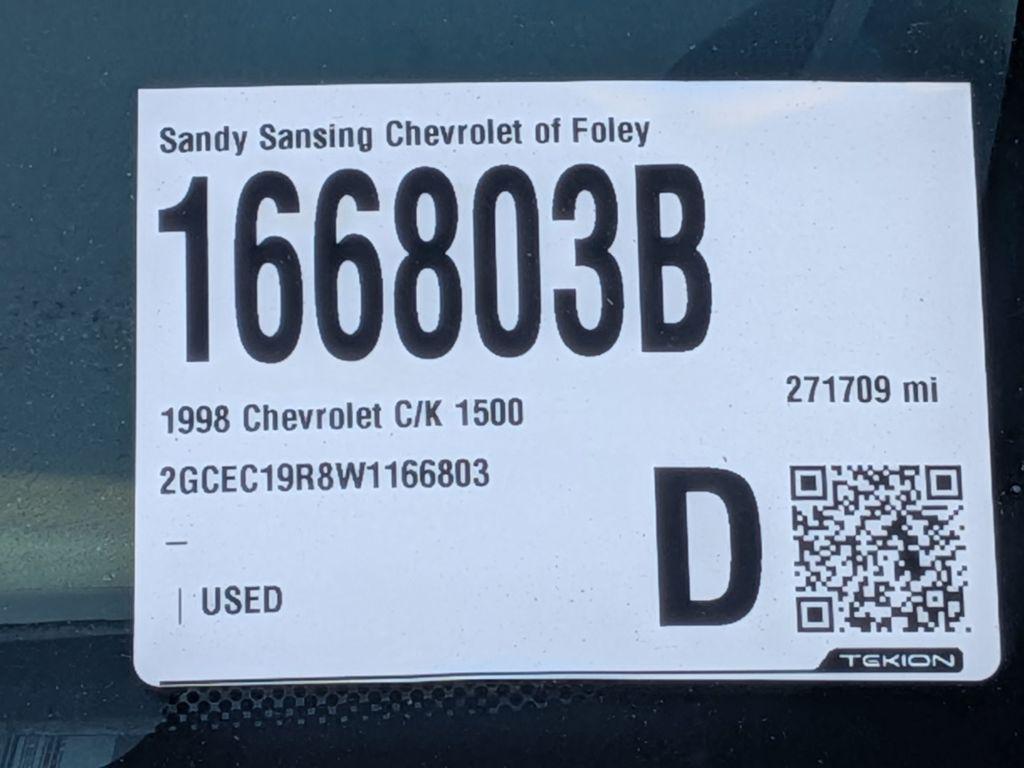 Sandy Sansing Chevrolet of Foley
166803B
271709 mi
1998 Chevrolet C/K 1500
2GCEC19R8W1166803
–
| USED
D
TEKION